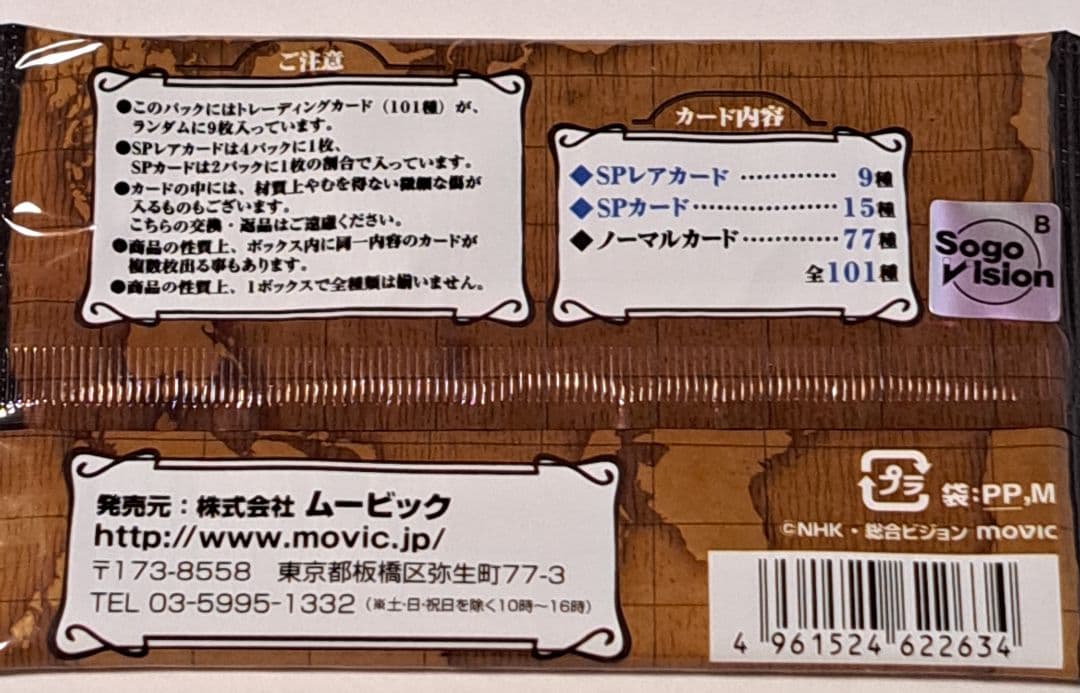 ご注意
●このパックにはトレーディングカード（101種）が、
ランダムに9枚入っています。
●SPレアカードは4パックに1枚、
SPカードは2パックに1枚の割合で入っています。
●カードの中には、材質上やむを得ない微細な傷が
入るものもございます。
こちらの交換・返品はご遠慮ください。
●商品の性質上、ボックス内に同一内容のカードが
複数枚出る事もあります。
●商品の性質上、1ボックスで全種類は揃いません。
カード内容
◆SPレアカード …………… 9種
◆SPカード…………………15種
◆ノーマルカード…………77種
全101種
B
Sogo
Vision
発売元：株式会社 ムービック
http://www.movic.jp/
〒173-8558 東京都板橋区弥生町77-3
TEL 03-5995-1332（※土・日・祝日を除く10時～16時）
プラ 袋:PP,M
©NHK・総合ビジョン movic
4 961524 622634